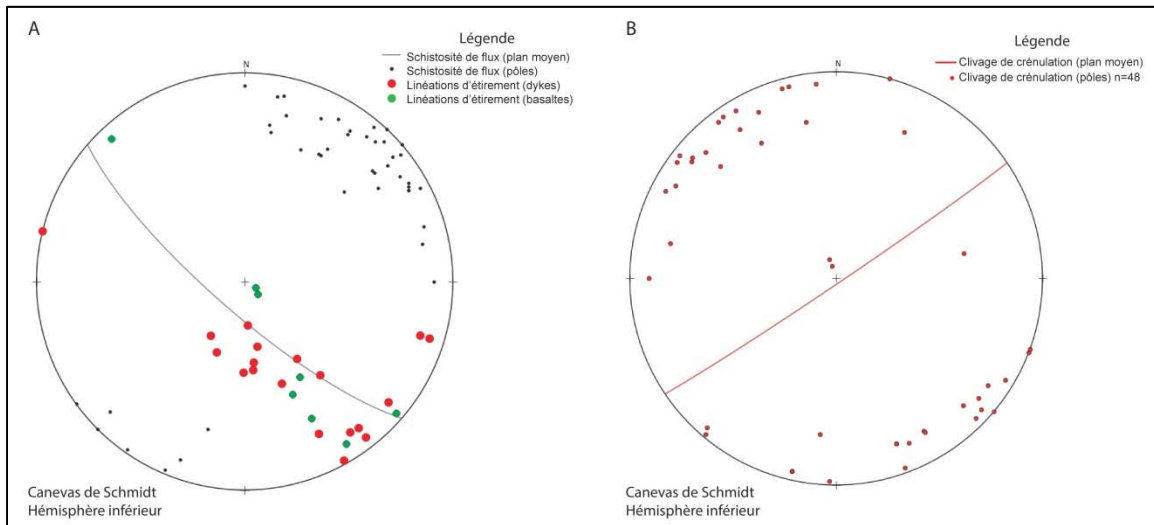 A
Légende
Schistosité de flux (plan moyen)
Schistosité de flux (pôles)
Linéations d'étirement (dykes)
Linéations d'étirement (basaltes)
N
Canevas de Schmidt
Hémisphère inférieur
B
Légende
Clivage de crénulation (plan moyen)
Clivage de crénulation (pôles) n=48
N
Canevas de Schmidt
Hémisphère inférieur